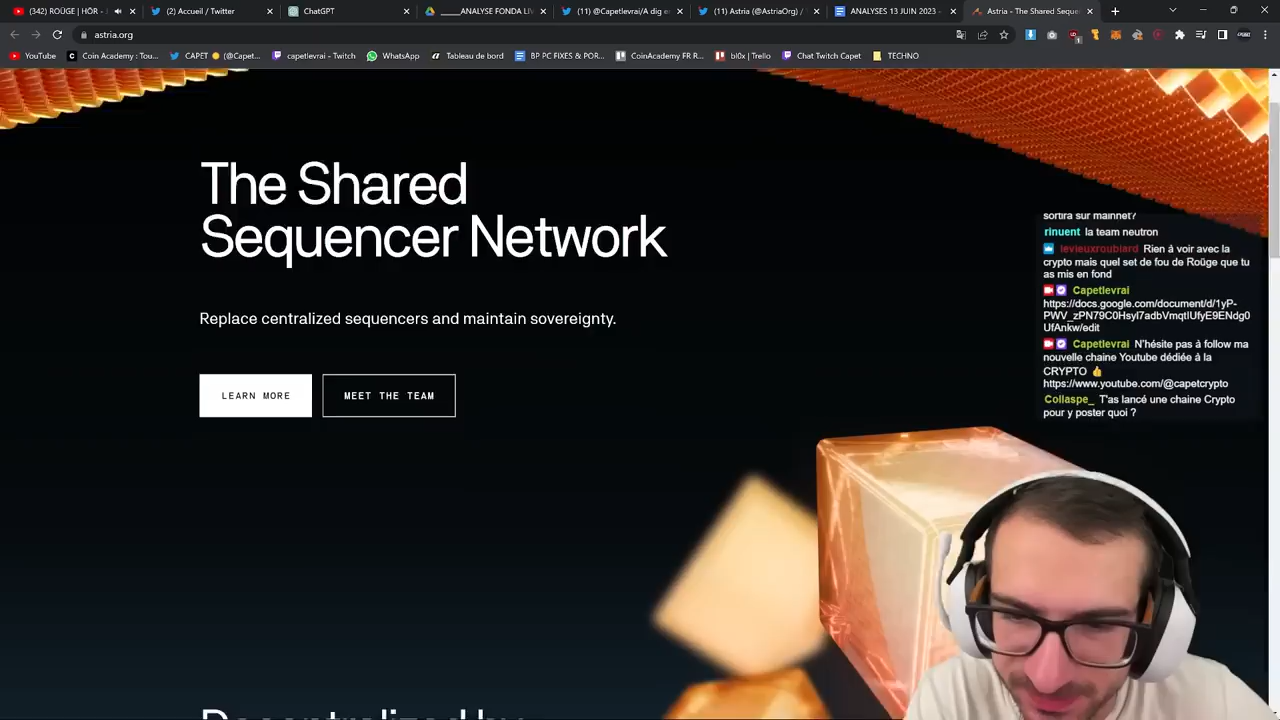 (342) ROÜGE | HÖR -
(2) Accueil / Twitter
ChatGPT
_____ANALYSE FONDA LI
(11) @Capetlevrai/A dig e
(11) Astria (@AstriaOrg) /
ANALYSES 13 JUIN 2023 -
Astria - The Shared Seque
astria.org
YouTube
Coin Academy : Tou...
CAPET (@Capet...
capetlevrai - Twitch
WhatsApp
Tableau de bord
BP PC FIXES & POR...
CoinAcademy FR R...
bl0x | Trello
Chat Twitch Capet
TECHNO
The Shared
Sequencer Network
Replace centralized sequencers and maintain sovereignty.
LEARN MORE
MEET THE TEAM
sortira sur mainnet?
rinuent la team neutron
levieuxroublard Rien à voir avec la
crypto mais quel set de fou de Roüge que tu
as mis en fond
Capetlevrai
https://docs.google.com/document/d/1yP-
PWV_zPN79C0Hsyl7adbVmqtlUfyE9ENdg0
UfAnkw/edit
Capetlevrai N'hésite pas à follow ma
nouvelle chaine Youtube dédiée à la
CRYPTO 👍
https://www.youtube.com/@capetcrypto
Collaspe_ T'as lancé une chaine Crypto
pour y poster quoi ?
Decentralized by